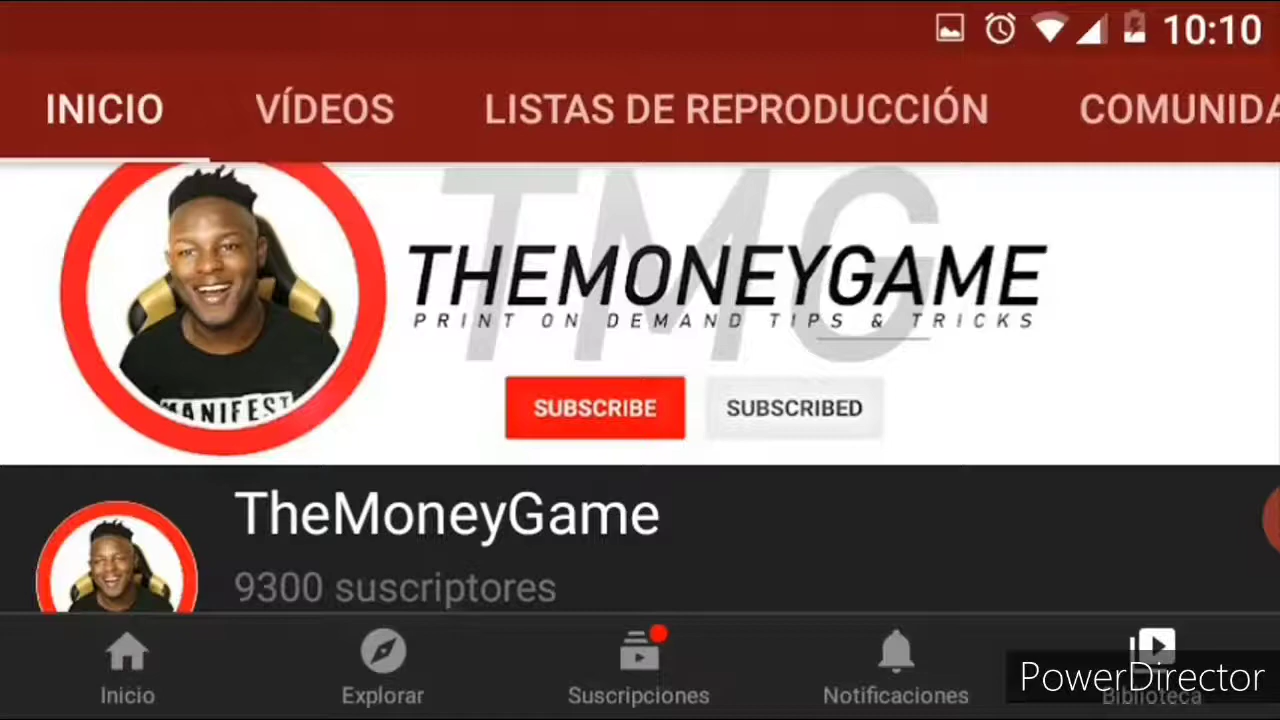 10:10
INICIO VÍDEOS LISTAS DE REPRODUCCIÓN COMUNIDA
TMG
THEMONEYGAME
PRINT ON DEMAND TIPS & TRICKS
MANIFEST
SUBSCRIBE SUBSCRIBED
TheMoneyGame
9300 suscriptores
Inicio Explorar Suscripciones Notificaciones Biblioteca
PowerDirector